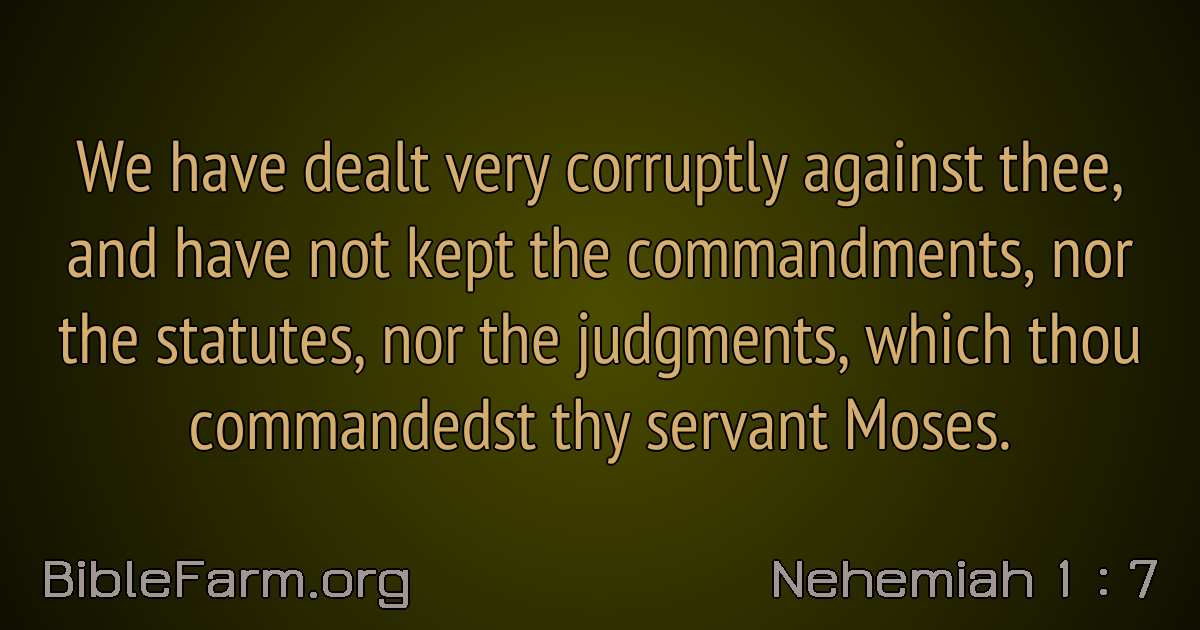 We have dealt very corruptly against thee,
and have not kept the commandments, nor
the statutes, nor the judgments, which thou
commandedst thy servant Moses.
BibleFarm.org
Nehemiah 1 : 7